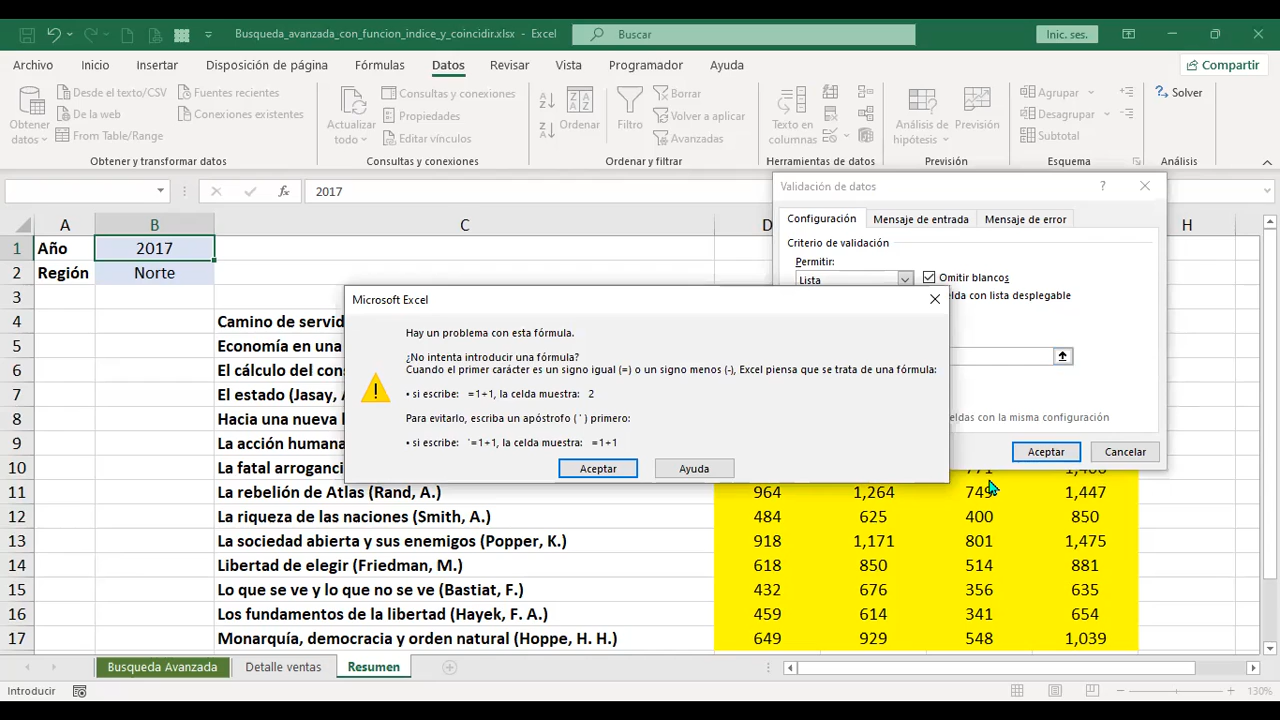 Busqueda_avanzada_con_funcion_indice_y_coincidir.xlsx - Excel
Buscar
Inic. ses.
Archivo Inicio Insertar Disposición de página Fórmulas Datos Revisar Vista Programador Ayuda Compartir
Obtener datos
Desde el texto/CSV
De la web
From Table/Range
Fuentes recientes
Conexiones existentes
Obtener y transformar datos
Actualizar todo
Consultas y conexiones
Propiedades
Editar vínculos
Consultas y conexiones
Ordenar
Filtro
Borrar
Volver a aplicar
Avanzadas
Ordenar y filtrar
Texto en columnas
Herramientas de datos
Análisis de hipótesis
Previsión
Previsión
Agrupar
Desagrupar
Subtotal
Esquema
Solver
Análisis
2017
Validación de datos
?
Configuración Mensaje de entrada Mensaje de error
Criterio de validación
Permitir:
Lista
Omitir blancos
elda con lista desplegable
eldas con la misma configuración
Aceptar Cancelar
Microsoft Excel
Hay un problema con esta fórmula.
¿No intenta introducir una fórmula?
Cuando el primer carácter es un signo igual (=) o un signo menos (-), Excel piensa que se trata de una fórmula:
• si escribe: =1+1, la celda muestra: 2
Para evitarlo, escriba un apóstrofo ( ' ) primero:
• si escribe: '=1+1, la celda muestra: =1+1
Aceptar Ayuda
A B C D H
1 Año 2017
2 Región Norte
3
4 Camino de servid
5 Economía en una
6 El cálculo del con
7 El estado (Jasay, A
8 Hacia una nueva l
9 La acción humana
10 La fatal arroganci
11 La rebelión de Atlas (Rand, A.) 964 1,264 749 1,447
12 La riqueza de las naciones (Smith, A.) 484 625 400 850
13 La sociedad abierta y sus enemigos (Popper, K.) 918 1,171 801 1,475
14 Libertad de elegir (Friedman, M.) 618 850 514 881
15 Lo que se ve y lo que no se ve (Bastiat, F.) 432 676 356 635
16 Los fundamentos de la libertad (Hayek, F. A.) 459 614 341 654
17 Monarquía, democracia y orden natural (Hoppe, H. H.) 649 929 548 1,039
Busqueda Avanzada Detalle ventas Resumen
Introducir
130%